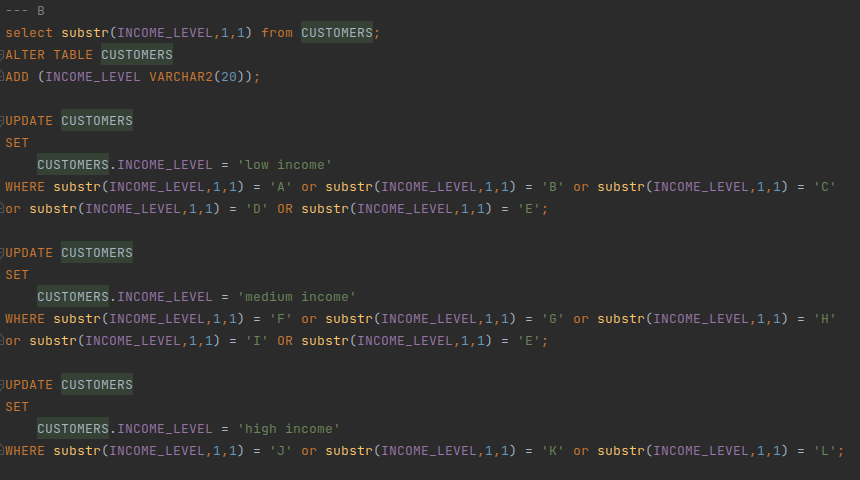 --- B
select substr(INCOME_LEVEL,1,1) from CUSTOMERS;
ALTER TABLE CUSTOMERS
ADD (INCOME_LEVEL VARCHAR2(20));
UPDATE CUSTOMERS
SET
CUSTOMERS.INCOME_LEVEL = 'low income'
WHERE substr(INCOME_LEVEL,1,1) = 'A' or substr(INCOME_LEVEL,1,1) = 'B' or substr(INCOME_LEVEL,1,1) = 'C'
or substr(INCOME_LEVEL,1,1) = 'D' OR substr(INCOME_LEVEL,1,1) = 'E';
UPDATE CUSTOMERS
SET
CUSTOMERS.INCOME_LEVEL = 'medium income'
WHERE substr(INCOME_LEVEL,1,1) = 'F' or substr(INCOME_LEVEL,1,1) = 'G' or substr(INCOME_LEVEL,1,1) = 'H'
or substr(INCOME_LEVEL,1,1) = 'I' OR substr(INCOME_LEVEL,1,1) = 'E';
UPDATE CUSTOMERS
SET
CUSTOMERS.INCOME_LEVEL = 'high income'
WHERE substr(INCOME_LEVEL,1,1) = 'J' or substr(INCOME_LEVEL,1,1) = 'K' or substr(INCOME_LEVEL,1,1) = 'L';